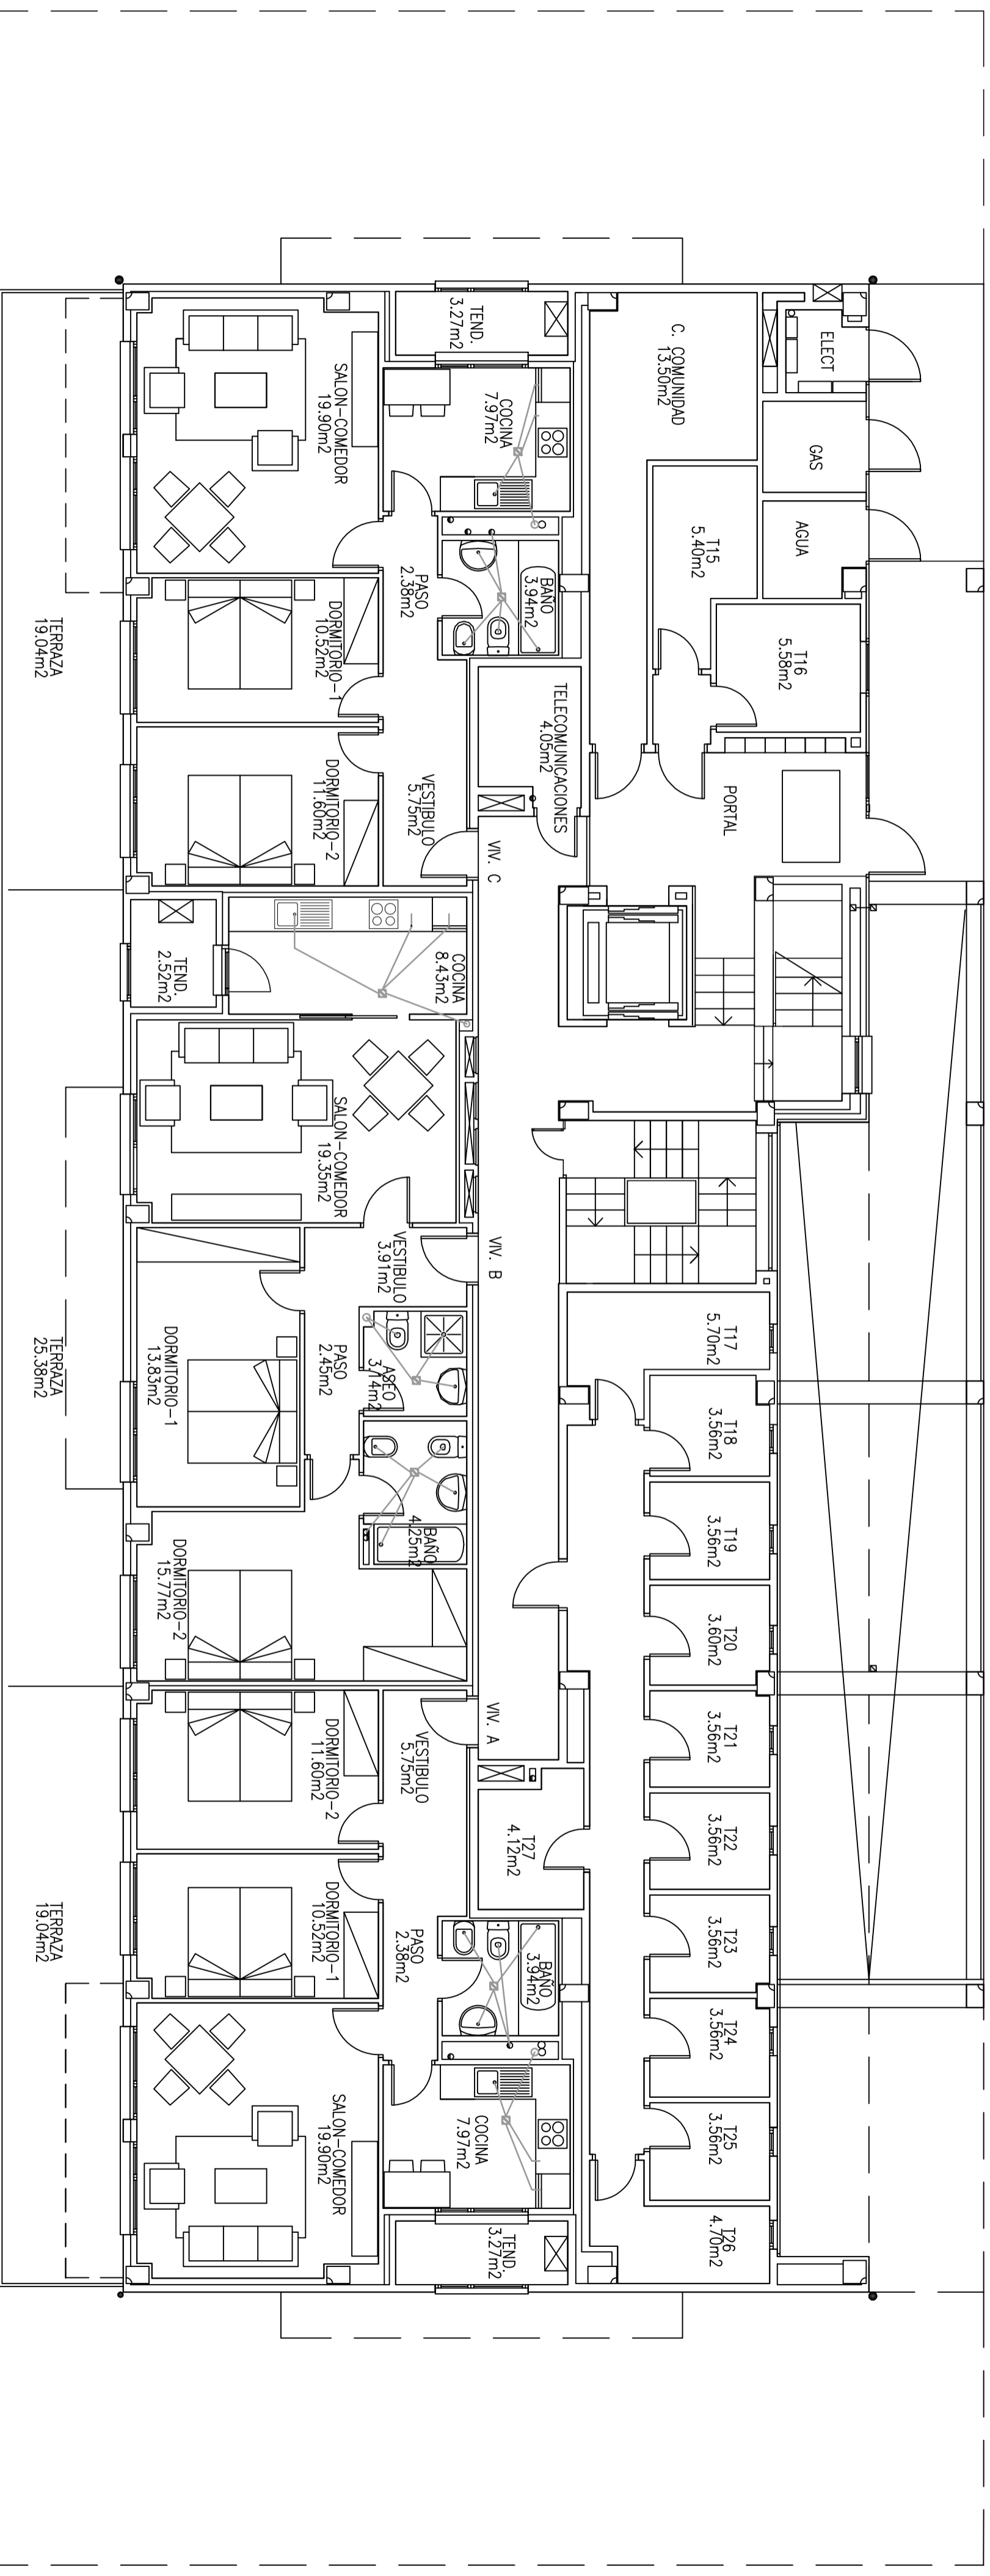 ELECT
GAS
AGUA
C. COMUNIDAD
13.50m2
T15
5.40m2
T16
5.58m2
PORTAL
TEND.
3.27m2
COCINA
7.97m2
SALON-COMEDOR
19.90m2
BAÑO
3.94m2
PASO
2.38m2
DORMITORIO-1
10.52m2
DORMITORIO-2
11.60m2
VESTIBULO
5.75m2
TELECOMUNICACIONES
4.05m2
VIV. C
TERRAZA
19.04m2
COCINA
8.43m2
TEND.
2.52m2
SALON-COMEDOR
19.35m2
VIV. B
VESTIBULO
3.91m2
PASO
2.45m2
ASEO
3.14m2
DORMITORIO-1
13.83m2
BAÑO
4.25m2
DORMITORIO-2
15.77m2
TERRAZA
25.38m2
T17
5.70m2
T18
3.56m2
T19
3.56m2
T20
3.60m2
T21
3.56m2
T22
3.56m2
T23
3.56m2
T24
3.56m2
T25
3.56m2
T26
4.70m2
T27
4.12m2
VIV. A
VESTIBULO
5.75m2
DORMITORIO-2
11.60m2
DORMITORIO-1
10.52m2
PASO
2.38m2
BAÑO
3.94m2
COCINA
7.97m2
SALON-COMEDOR
19.90m2
TEND.
3.27m2
TERRAZA
19.04m2